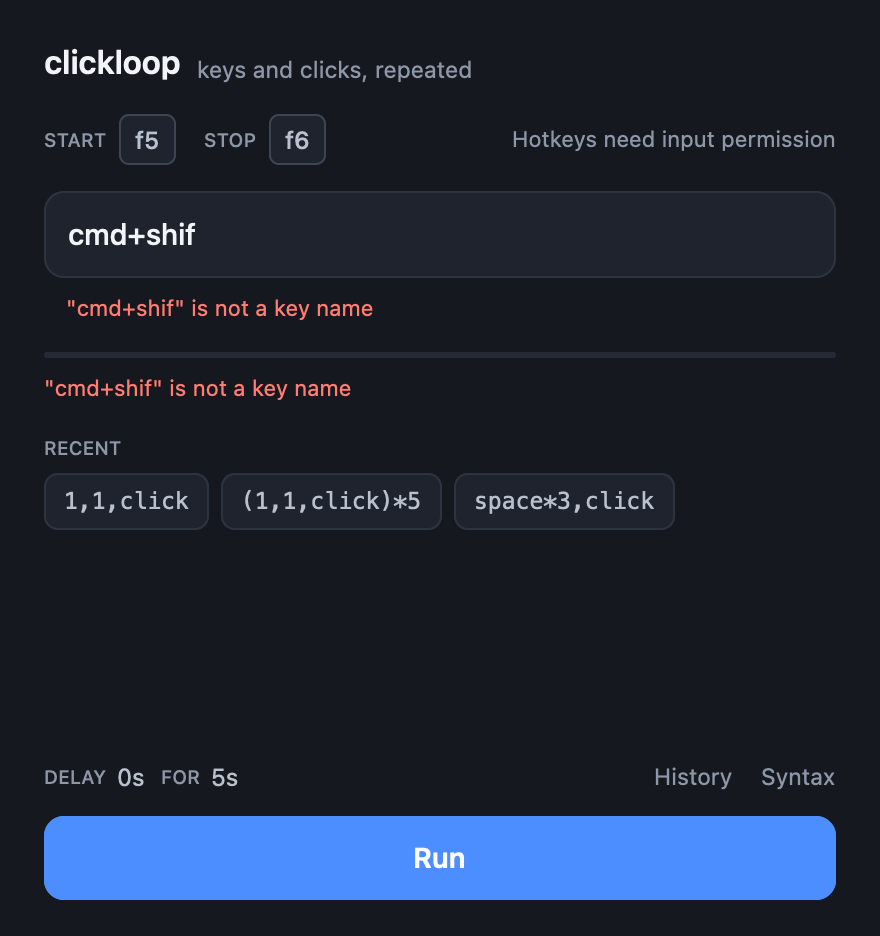 clickloop keys and clicks, repeated
START f5 STOP f6 Hotkeys need input permission
cmd+shif
"cmd+shif" is not a key name
"cmd+shif" is not a key name
RECENT
1,1,click (1,1,click)*5 space*3,click
DELAY 0s FOR 5s History Syntax
Run